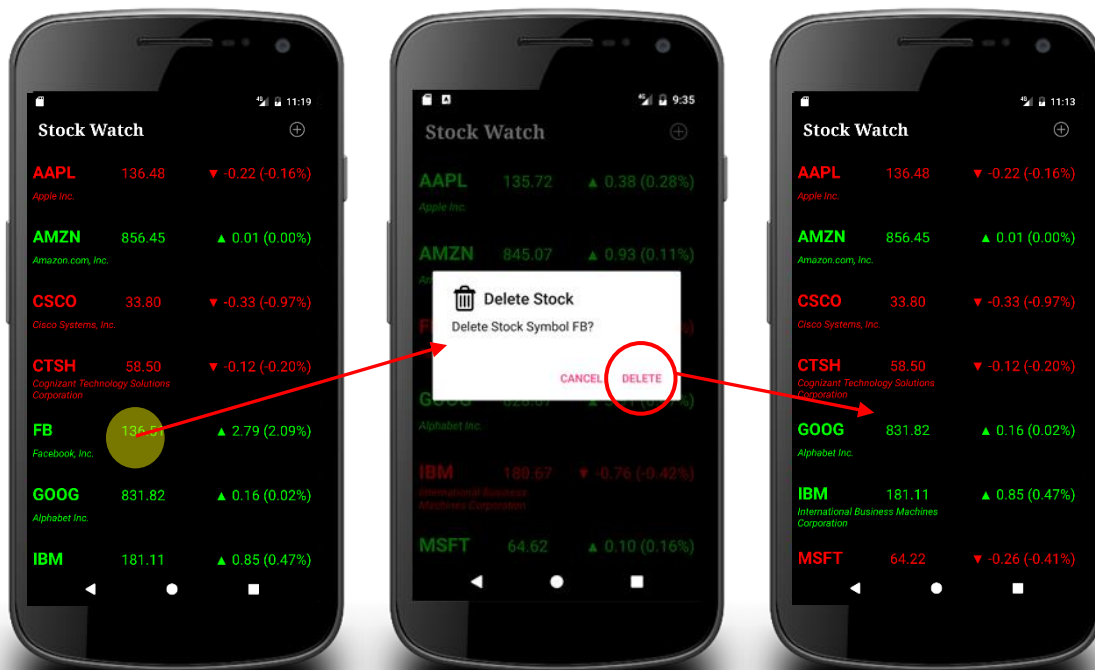 4G 11:19
Stock Watch
AAPL 136.48 ▼ -0.22 (-0.16%)
Apple Inc.
AMZN 856.45 ▲ 0.01 (0.00%)
Amazon.com, Inc.
CSCO 33.80 ▼ -0.33 (-0.97%)
Cisco Systems, Inc.
CTSH 58.50 ▼ -0.12 (-0.20%)
Cognizant Technology Solutions
Corporation
FB 136.51 ▲ 2.79 (2.09%)
Facebook, Inc.
GOOG 831.82 ▲ 0.16 (0.02%)
Alphabet Inc.
IBM 181.11 ▲ 0.85 (0.47%)
4G 9:35
Stock Watch
AAPL 135.72 ▲ 0.38 (0.28%)
Apple Inc.
AMZN 845.07 ▲ 0.93 (0.11%)
Delete Stock
Delete Stock Symbol FB?
CANCEL DELETE
GOOG
Alphabet Inc.
IBM 180.67 ▼ -0.76 (-0.42%)
International Business
Machines Corporation
MSFT 64.62 ▲ 0.10 (0.16%)
4G 11:13
Stock Watch
AAPL 136.48 ▼ -0.22 (-0.16%)
Apple Inc.
AMZN 856.45 ▲ 0.01 (0.00%)
Amazon.com, Inc.
CSCO 33.80 ▼ -0.33 (-0.97%)
Cisco Systems, Inc.
CTSH 58.50 ▼ -0.12 (-0.20%)
Cognizant Technology Solutions
Corporation
GOOG 831.82 ▲ 0.16 (0.02%)
Alphabet Inc.
IBM 181.11 ▲ 0.85 (0.47%)
International Business Machines
Corporation
MSFT 64.22 ▼ -0.26 (-0.41%)